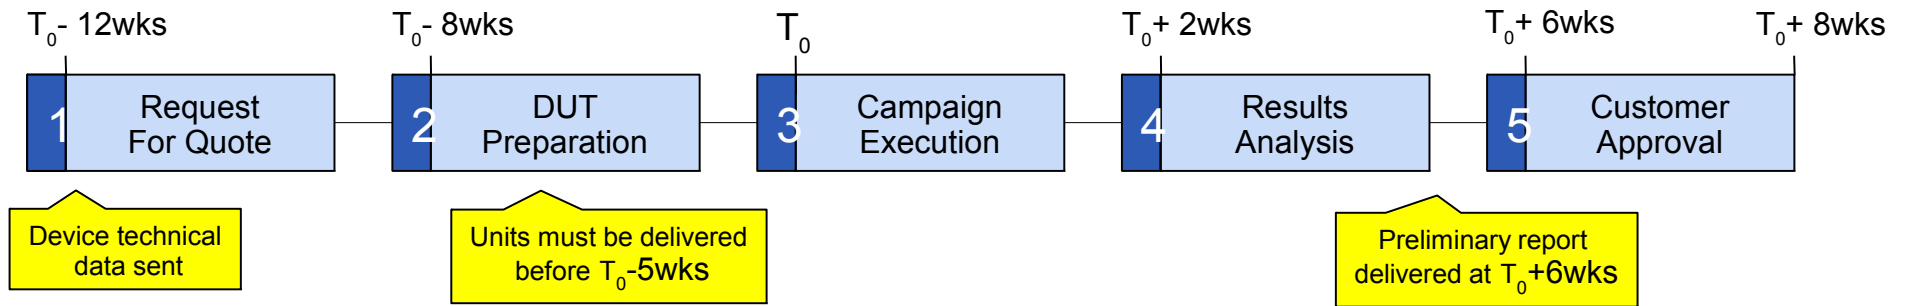 T0- 12wks
T0- 8wks
T0
T0+ 2wks
T0+ 6wks
T0+ 8wks
1
Request
For Quote
2
DUT
Preparation
3
Campaign
Execution
4
Results
Analysis
5
Customer
Approval
Device technical
data sent
Units must be delivered
before T0-5wks
Preliminary report
delivered at T0+6wks